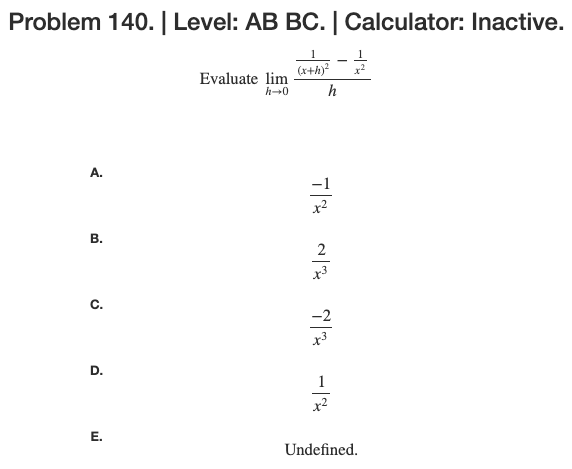 Problem 140. | Level: AB BC. | Calculator: Inactive.
Evaluate lim_{h→0} \frac{\frac{1}{(x+h)^2} - \frac{1}{x^2}}{h}
A. \frac{-1}{x^2}
B. \frac{2}{x^3}
C. \frac{-2}{x^3}
D. \frac{1}{x^2}
E. Undefined.